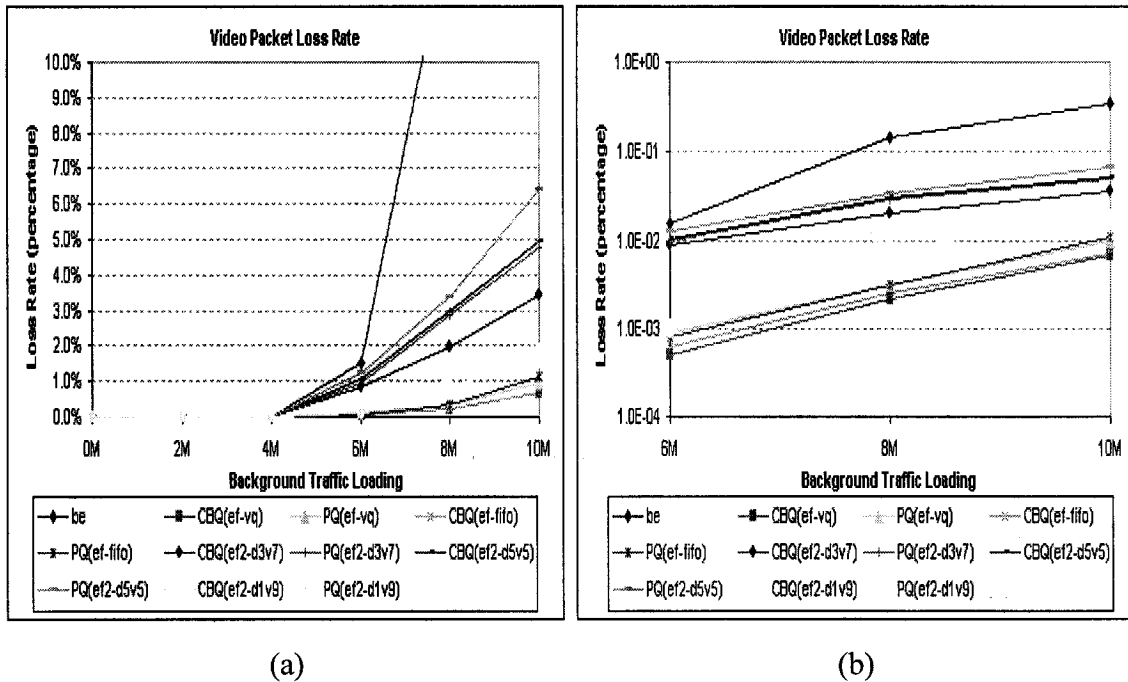 Video Packet Loss Rate
10.0%
9.0%
8.0%
7.0%
6.0%
5.0%
4.0%
3.0%
2.0%
1.0%
0.0%
Loss Rate (percentage)
0M 2M 4M 6M 8M 10M
Background Traffic Loading
be CBQ(ef-vq) PQ(ef-vq) CBQ(ef-fifo)
PQ(ef-fifo) CBQ(ef2-d3v7) PQ(ef2-d3v7) CBQ(ef2-d5v5)
PQ(ef2-d5v5) CBQ(ef2-d1v9) PQ(ef2-d1v9)
(a)
Video Packet Loss Rate
1.0E+00
1.0E-01
1.0E-02
1.0E-03
1.0E-04
Loss Rate (percentage)
6M 8M 10M
Background Traffic Loading
be CBQ(ef-vq) PQ(ef-vq) CBQ(ef-fifo)
PQ(ef-fifo) CBQ(ef2-d3v7) PQ(ef2-d3v7) CBQ(ef2-d5v5)
PQ(ef2-d5v5) CBQ(ef2-d1v9) PQ(ef2-d1v9)
(b)